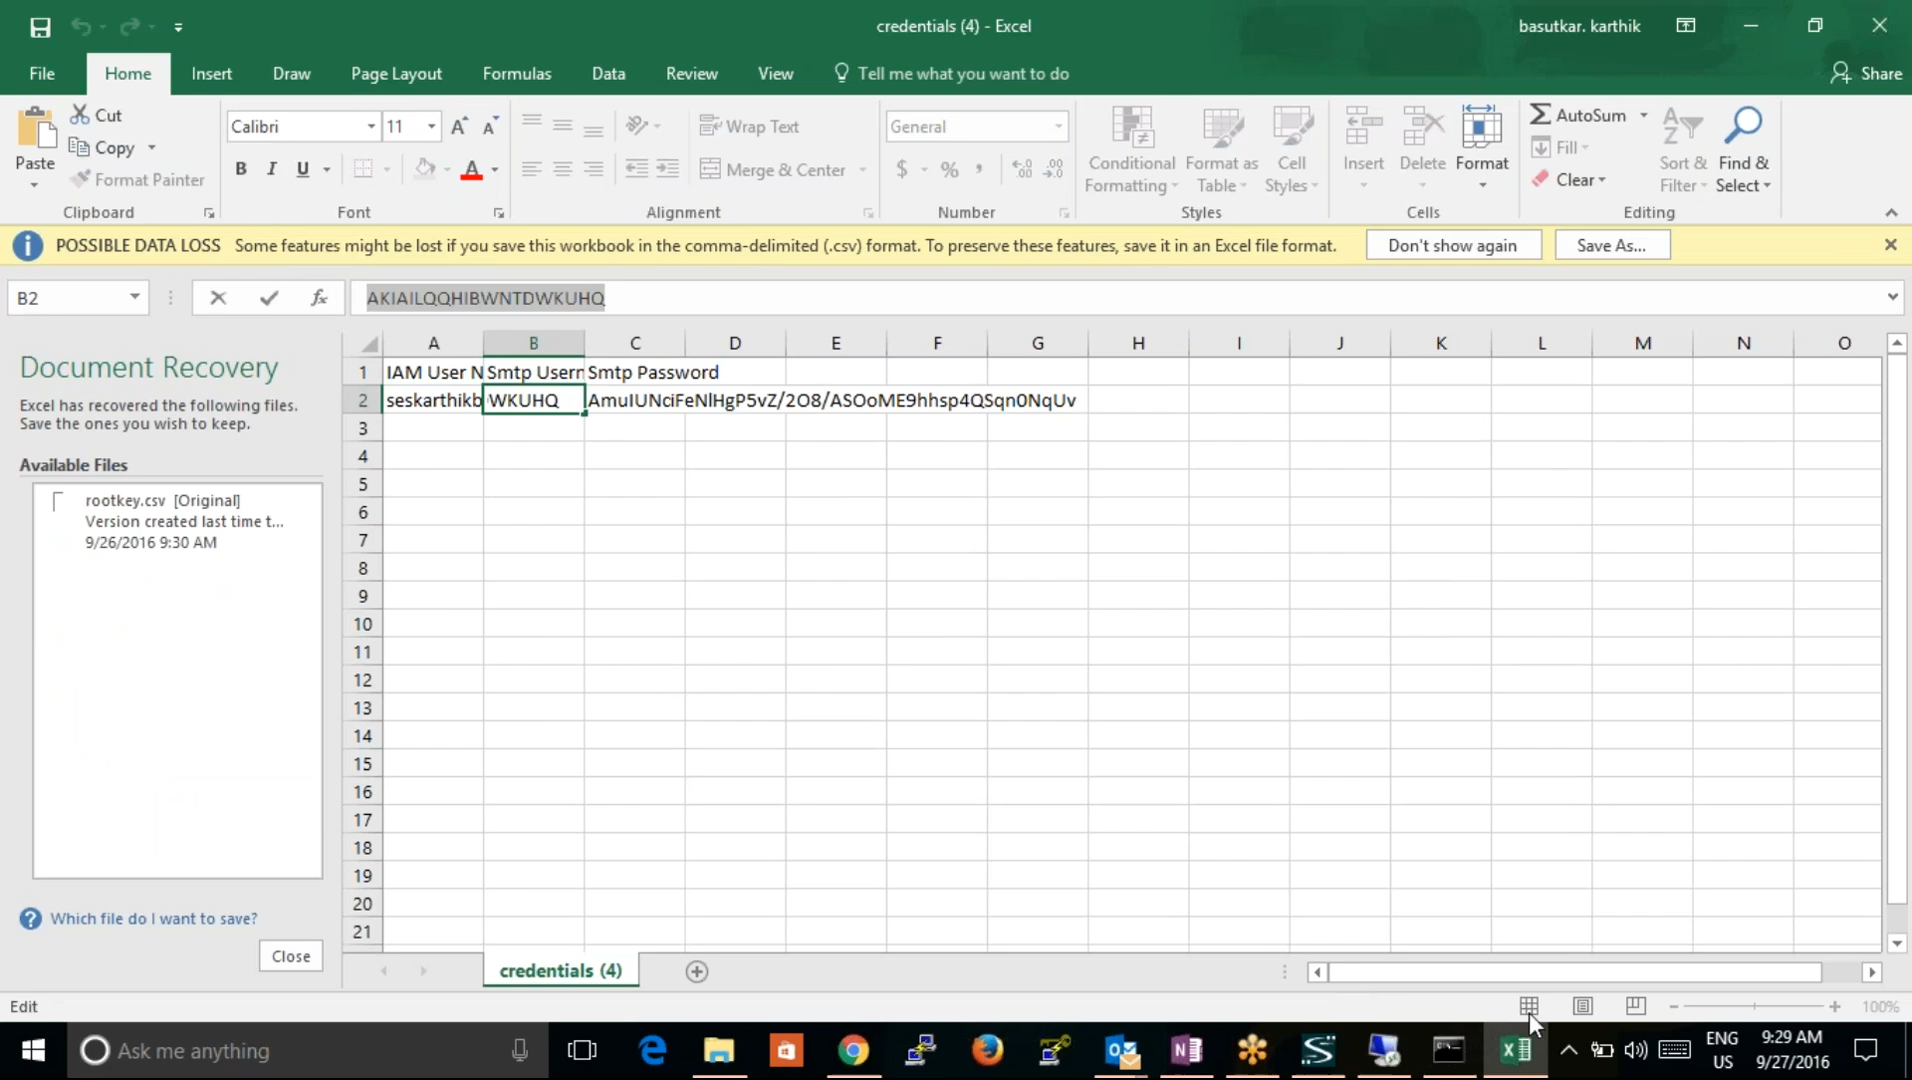 credentials (4) - Excel
basutkar. karthik
File Home Insert Draw Page Layout Formulas Data Review View Tell me what you want to do Share
Paste
Cut
Copy
Format Painter
Clipboard
Calibri 11
B I U A
Font
Wrap Text
Merge & Center
Alignment
General
$ % ,
Number
Conditional Formatting
Format as Table
Cell Styles
Styles
Insert
Delete
Format
Cells
AutoSum
Fill
Clear
Sort & Filter
Find & Select
Editing
POSSIBLE DATA LOSS Some features might be lost if you save this workbook in the comma-delimited (.csv) format. To preserve these features, save it in an Excel file format. Don't show again Save As...
B2 fx AKIAILQQHIBWNTDWKUHQ
Document Recovery
Excel has recovered the following files.
Save the ones you wish to keep.
Available Files
rootkey.csv [Original]
Version created last time t...
9/26/2016 9:30 AM
Which file do I want to save?
Close
A B C D E F G H I J K L M N O
1 IAM User N Smtp Usern Smtp Password
2 seskarthikb WKUHQ AmuIUNciFeNlHgP5vZ/2O8/ASOoME9hhsp4QSqn0NqUv
3
4
5
6
7
8
9
10
11
12
13
14
15
16
17
18
19
20
21
credentials (4)
Edit
100%
Ask me anything
ENG
US
9:29 AM
9/27/2016